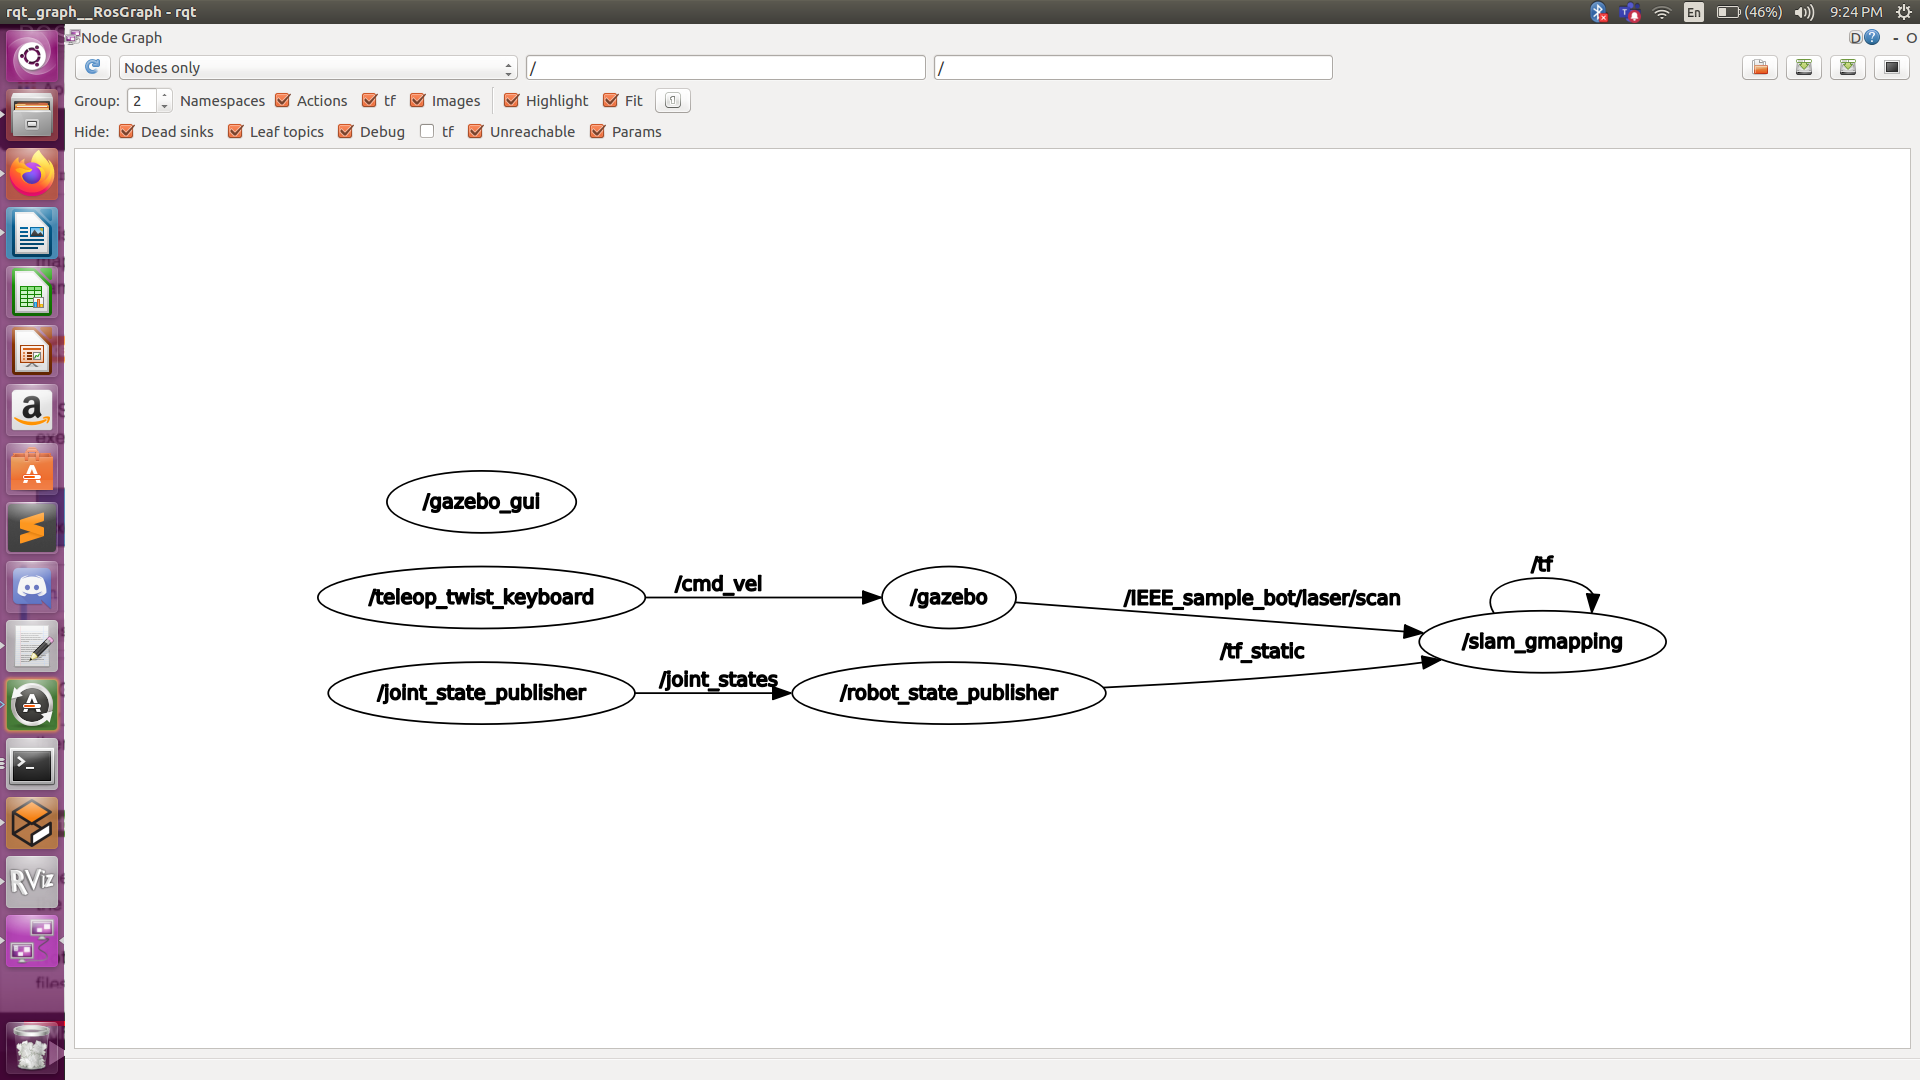 rqt_graph__RosGraph - rqt
En
(46%)
9:24 PM
Node Graph
D
?
- O
Nodes only
/
/
Group: 2 Namespaces Actions tf Images Highlight Fit
Hide: Dead sinks Leaf topics Debug tf Unreachable Params
/gazebo_gui
/tf
/teleop_twist_keyboard
/cmd_vel
/gazebo
/IEEE_sample_bot/laser/scan
/slam_gmapping
/tf_static
/joint_state_publisher
/joint_states
/robot_state_publisher
RViz
files